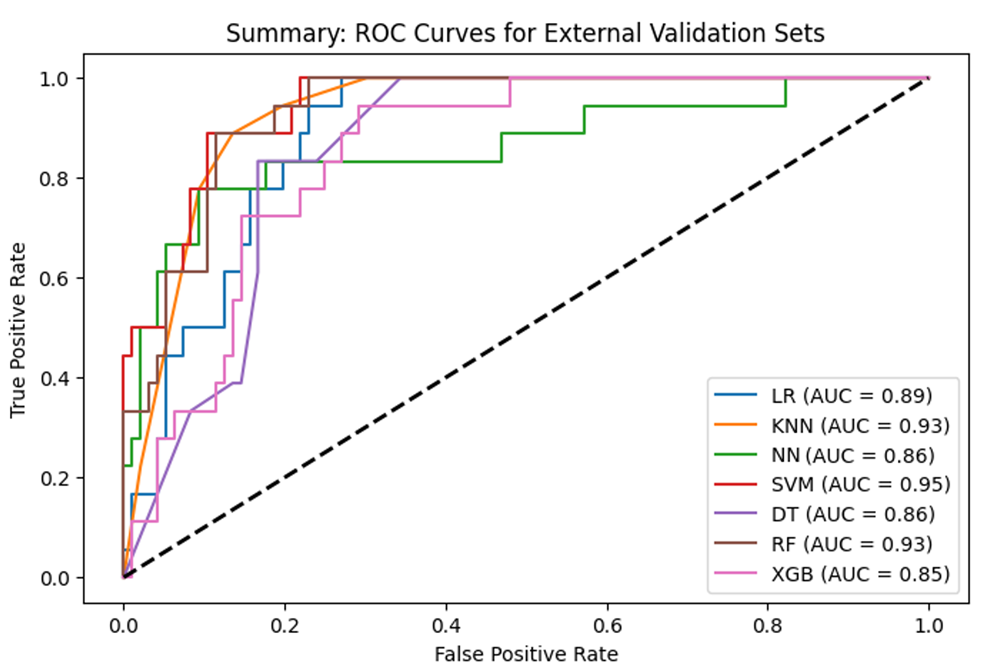 Summary: ROC Curves for External Validation Sets
True Positive Rate
1.0
0.8
0.6
0.4
0.2
0.0
LR (AUC = 0.89)
KNN (AUC = 0.93)
NN (AUC = 0.86)
SVM (AUC = 0.95)
DT (AUC = 0.86)
RF (AUC = 0.93)
XGB (AUC = 0.85)
0.0 0.2 0.4 0.6 0.8 1.0
False Positive Rate